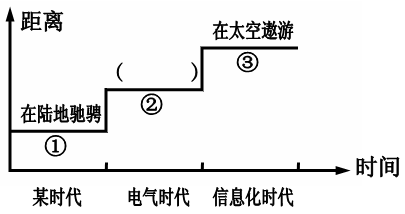 距离
在太空遨游
( )
③
在陆地驰骋
②
①
时间
某时代 电气时代 信息化时代